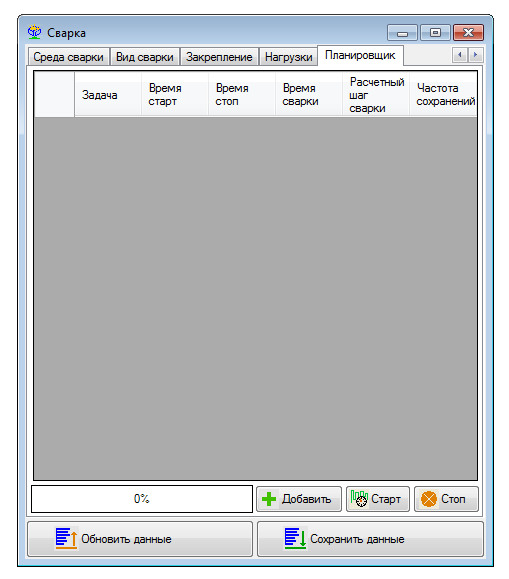 Сварка
Среда сварки Вид сварки Закрепление Нагрузки Планировщик
Задача Время старт Время стоп Время сварки Расчетный шаг сварки Частота сохранений
0% Добавить Старт Стоп
Обновить данные Сохранить данные